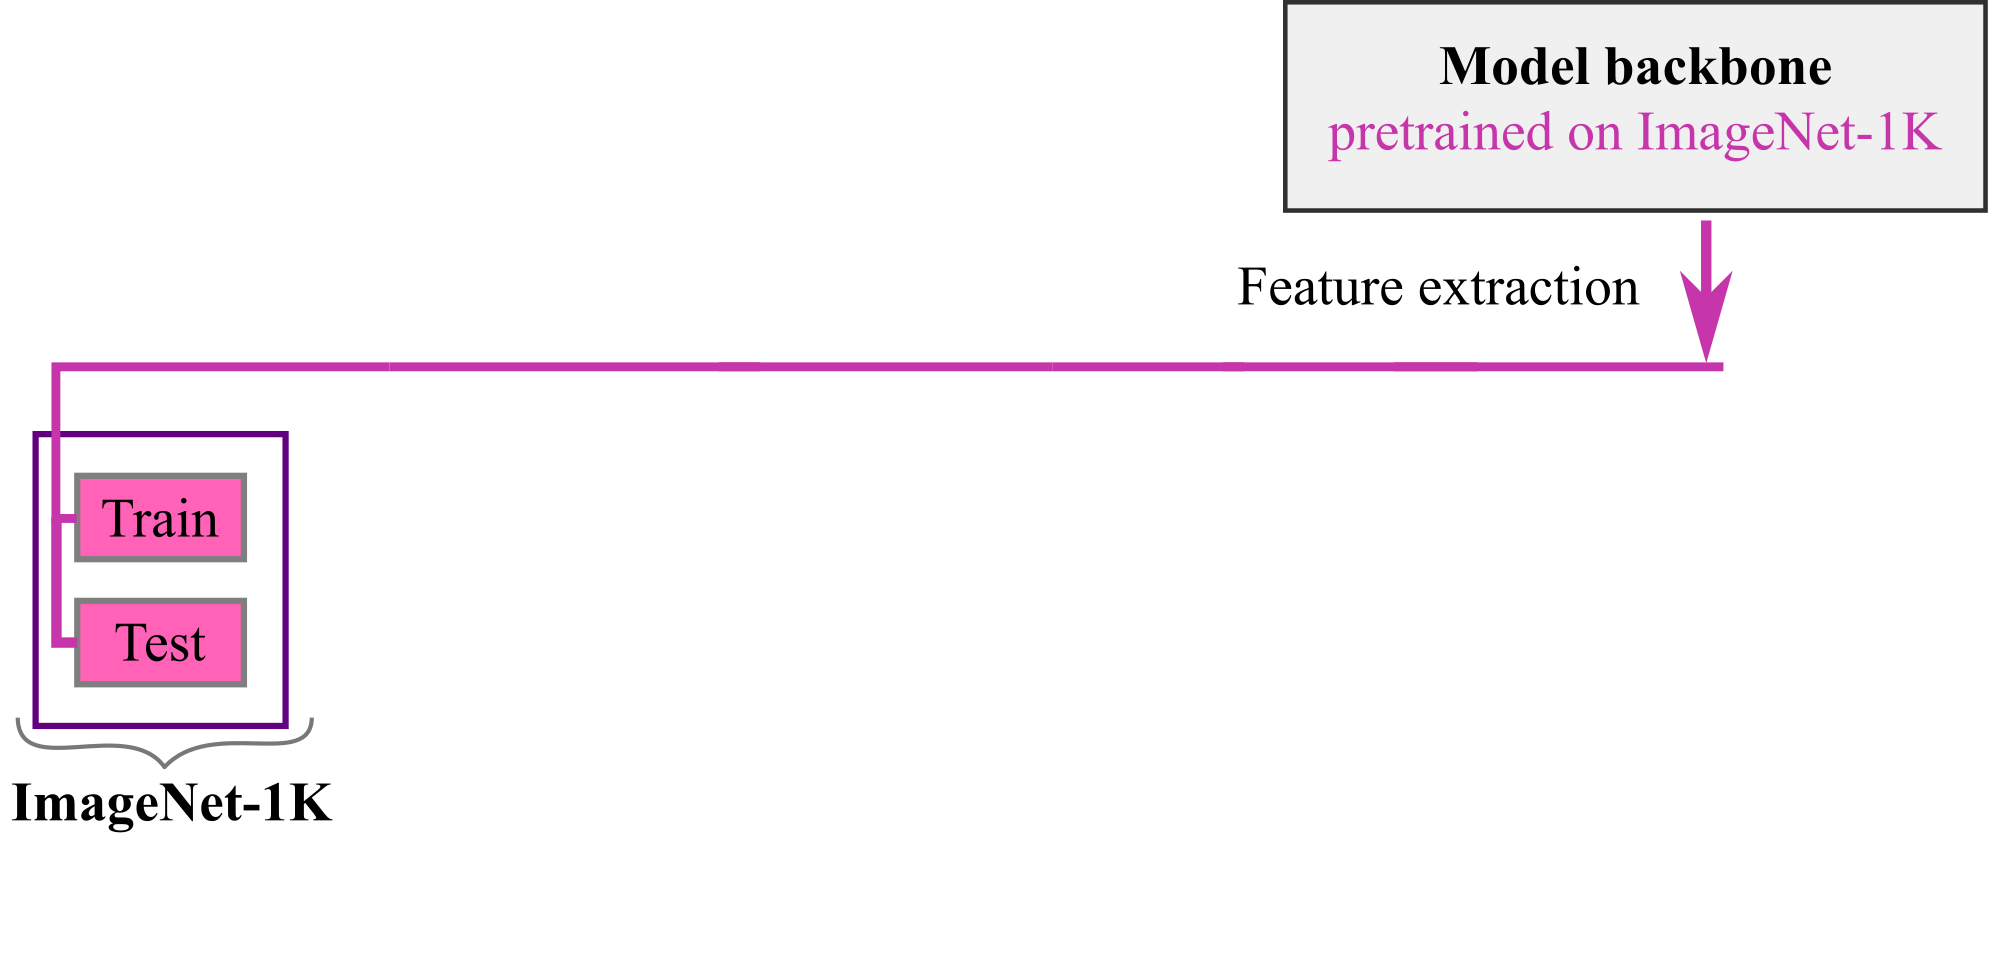 Model backbone
pretrained on ImageNet-1K
Feature extraction
Train
Test
ImageNet-1K